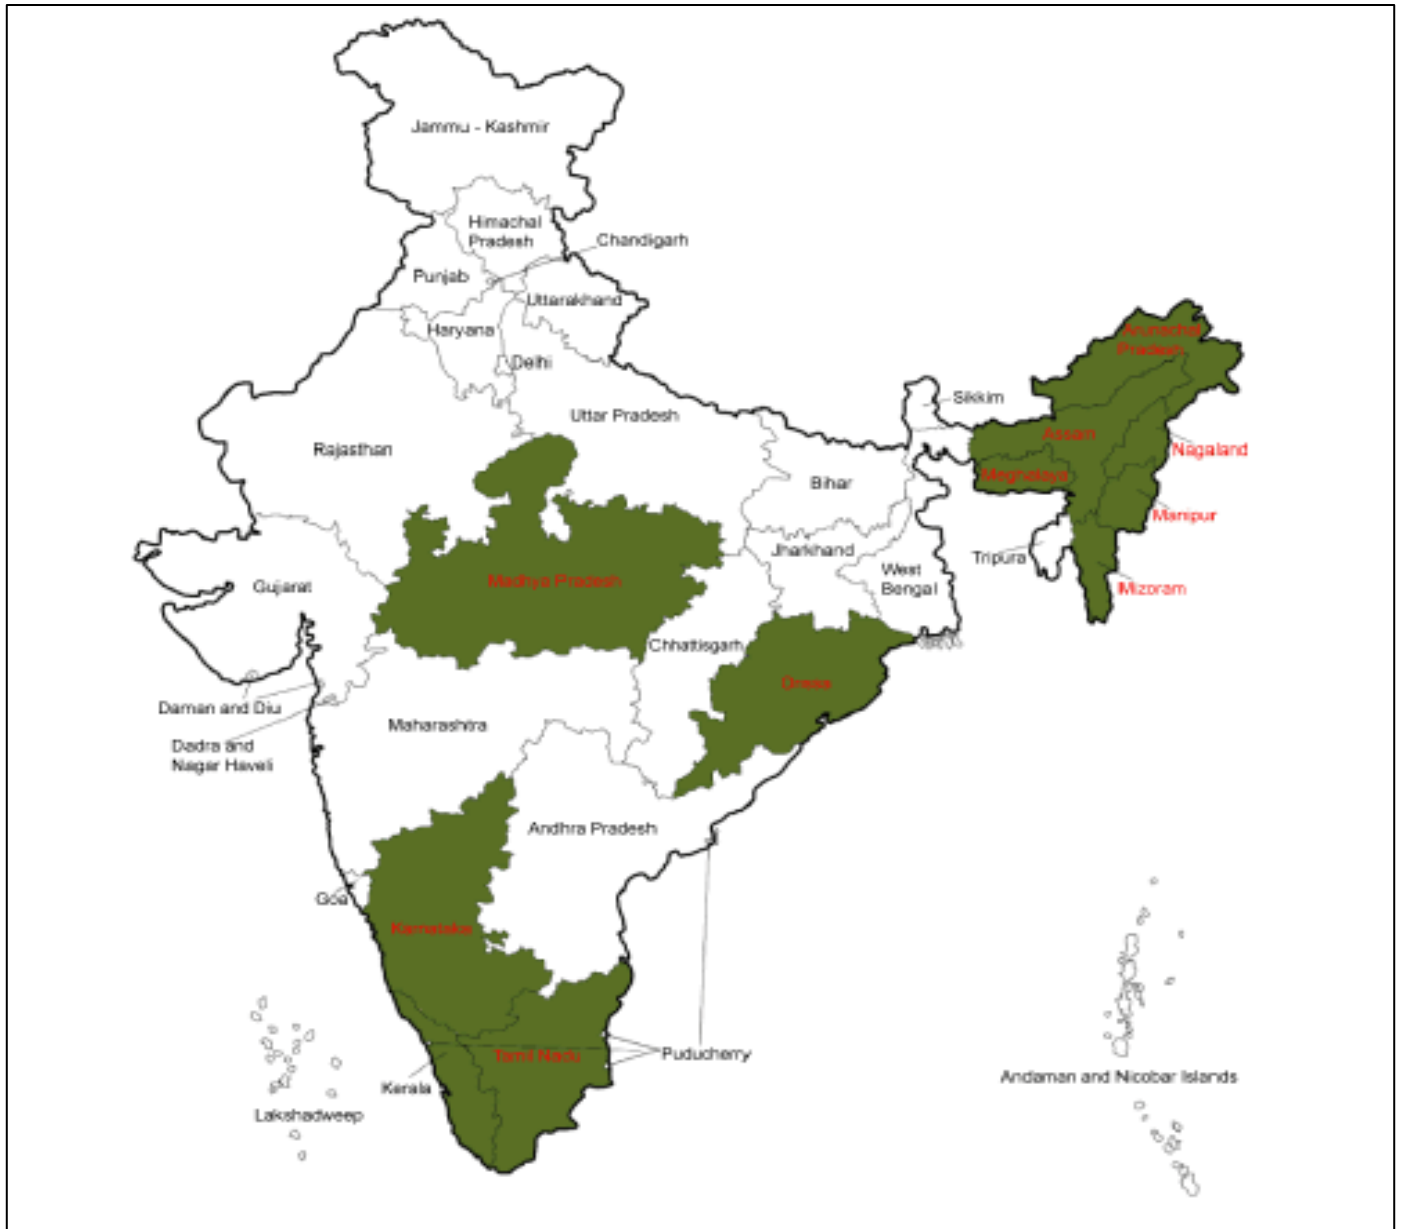 Jammu - Kashmir
Himachal
Pradesh
Chandigarh
Punjab
Uttarakhand
Haryana
Delhi
Arunachal
Pradesh
Sikkim
Uttar Pradesh
Rajasthan
Assam
Nagaland
Meghalaya
Bihar
Manipur
Jharkhand
Tripura
West
Bengal
Madhya Pradesh
Gujarat
Mizoram
Chhattisgarh
Orissa
Daman and Diu
Maharashtra
Dadra and
Nagar Haveli
Andhra Pradesh
Goa
Karnataka
Tamil Nadu
Puducherry
Kerala
Andaman and Nicobar Islands
Lakshadweep